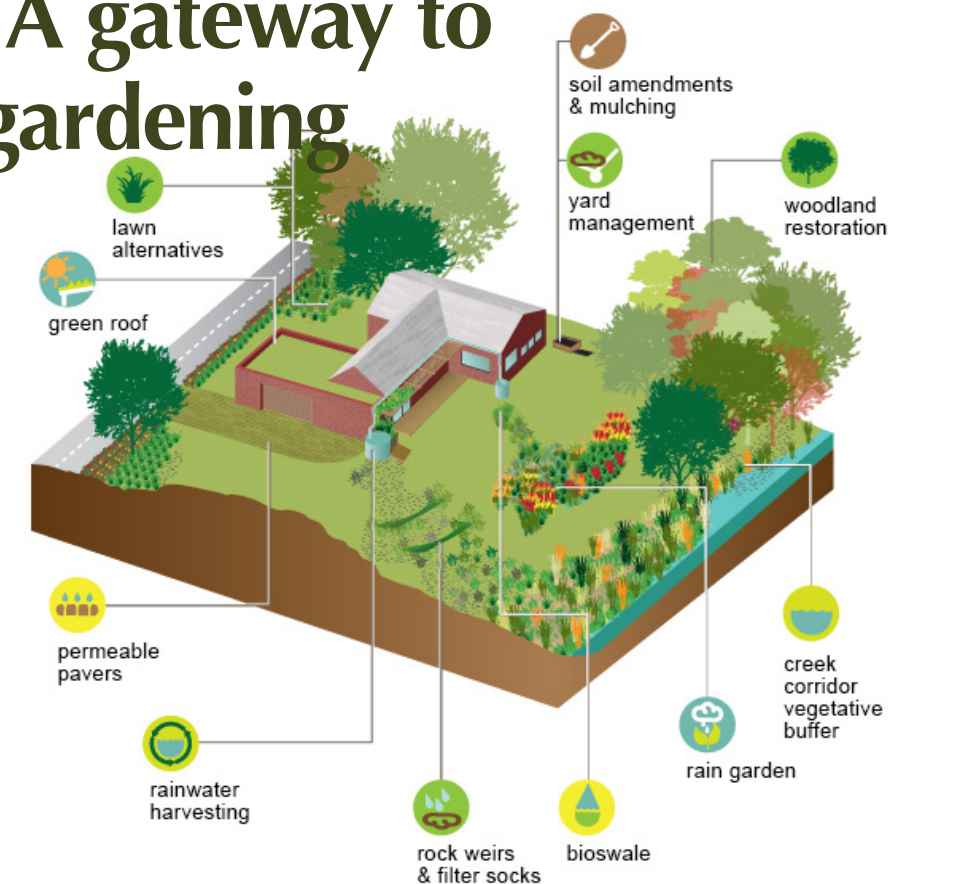 A gateway to
gardening
soil amendments
& mulching
lawn
alternatives
yard
management
woodland
restoration
green roof
permeable
pavers
creek
corridor
vegetative
buffer
rain garden
rainwater
harvesting
rock weirs
& filter socks
bioswale